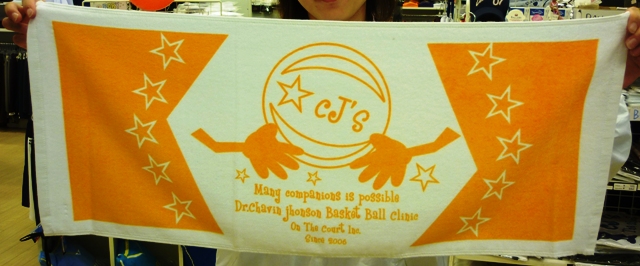 CJ'S
Many companions is possible
Dr.Chavin Jhonson Basket Ball Clinic
On The Court Inc.
Since 2006